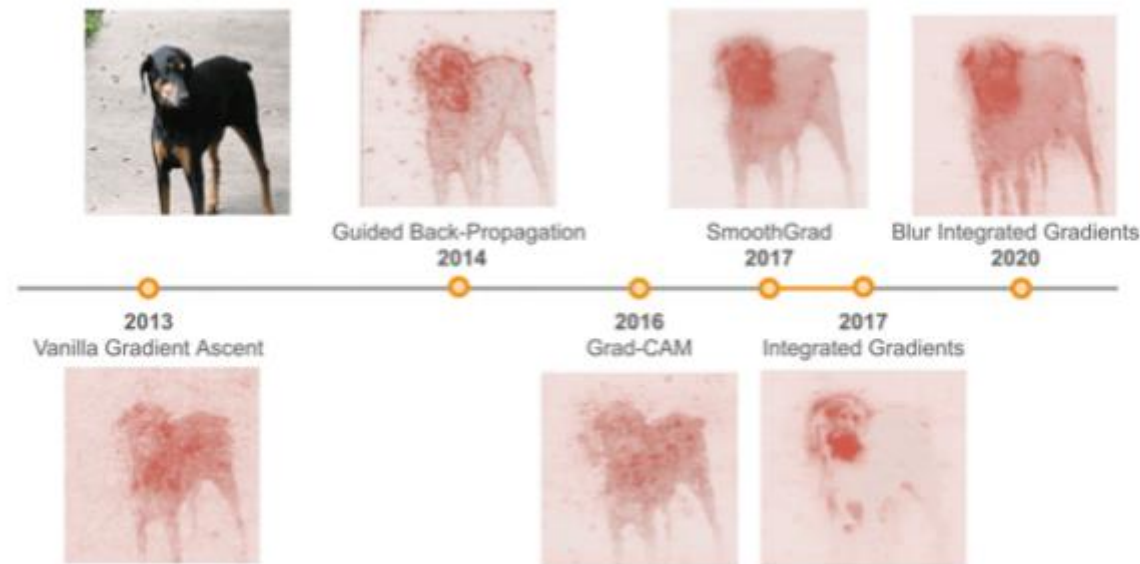 Guided Back-Propagation
2014
SmoothGrad
2017
Blur Integrated Gradients
2020
2013
Vanilla Gradient Ascent
2016
Grad-CAM
2017
Integrated Gradients